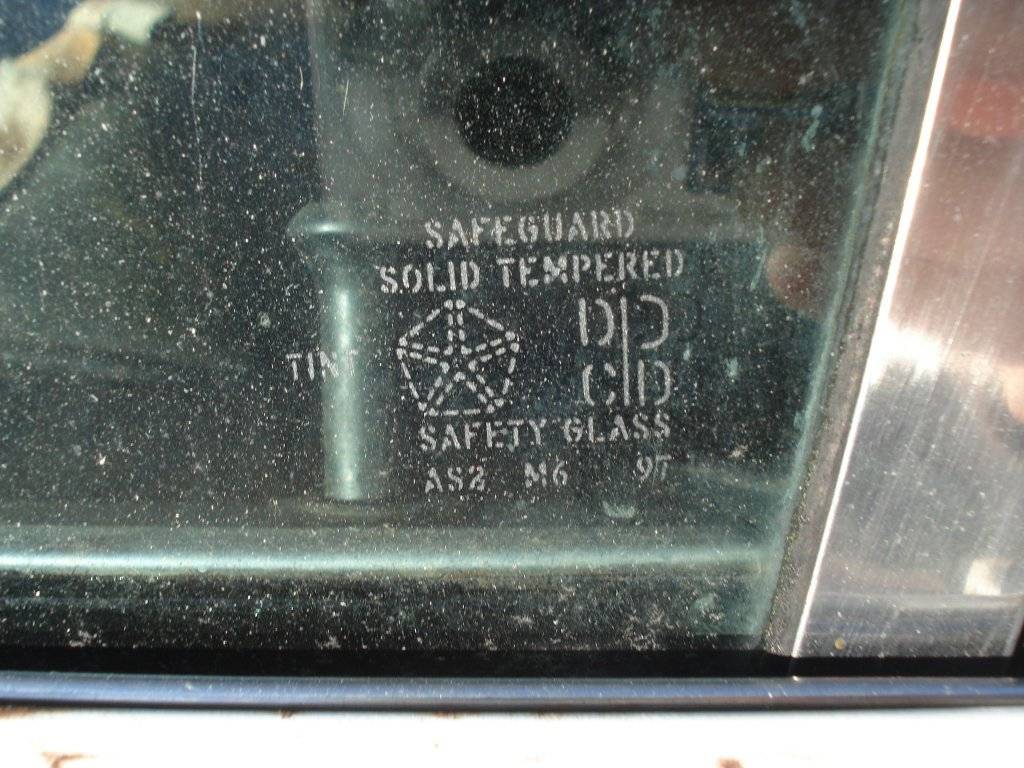 SAFEGUARD
SOLID TEMPERED
TINT
D D
C D
SAFETY GLASS
AS2 M6